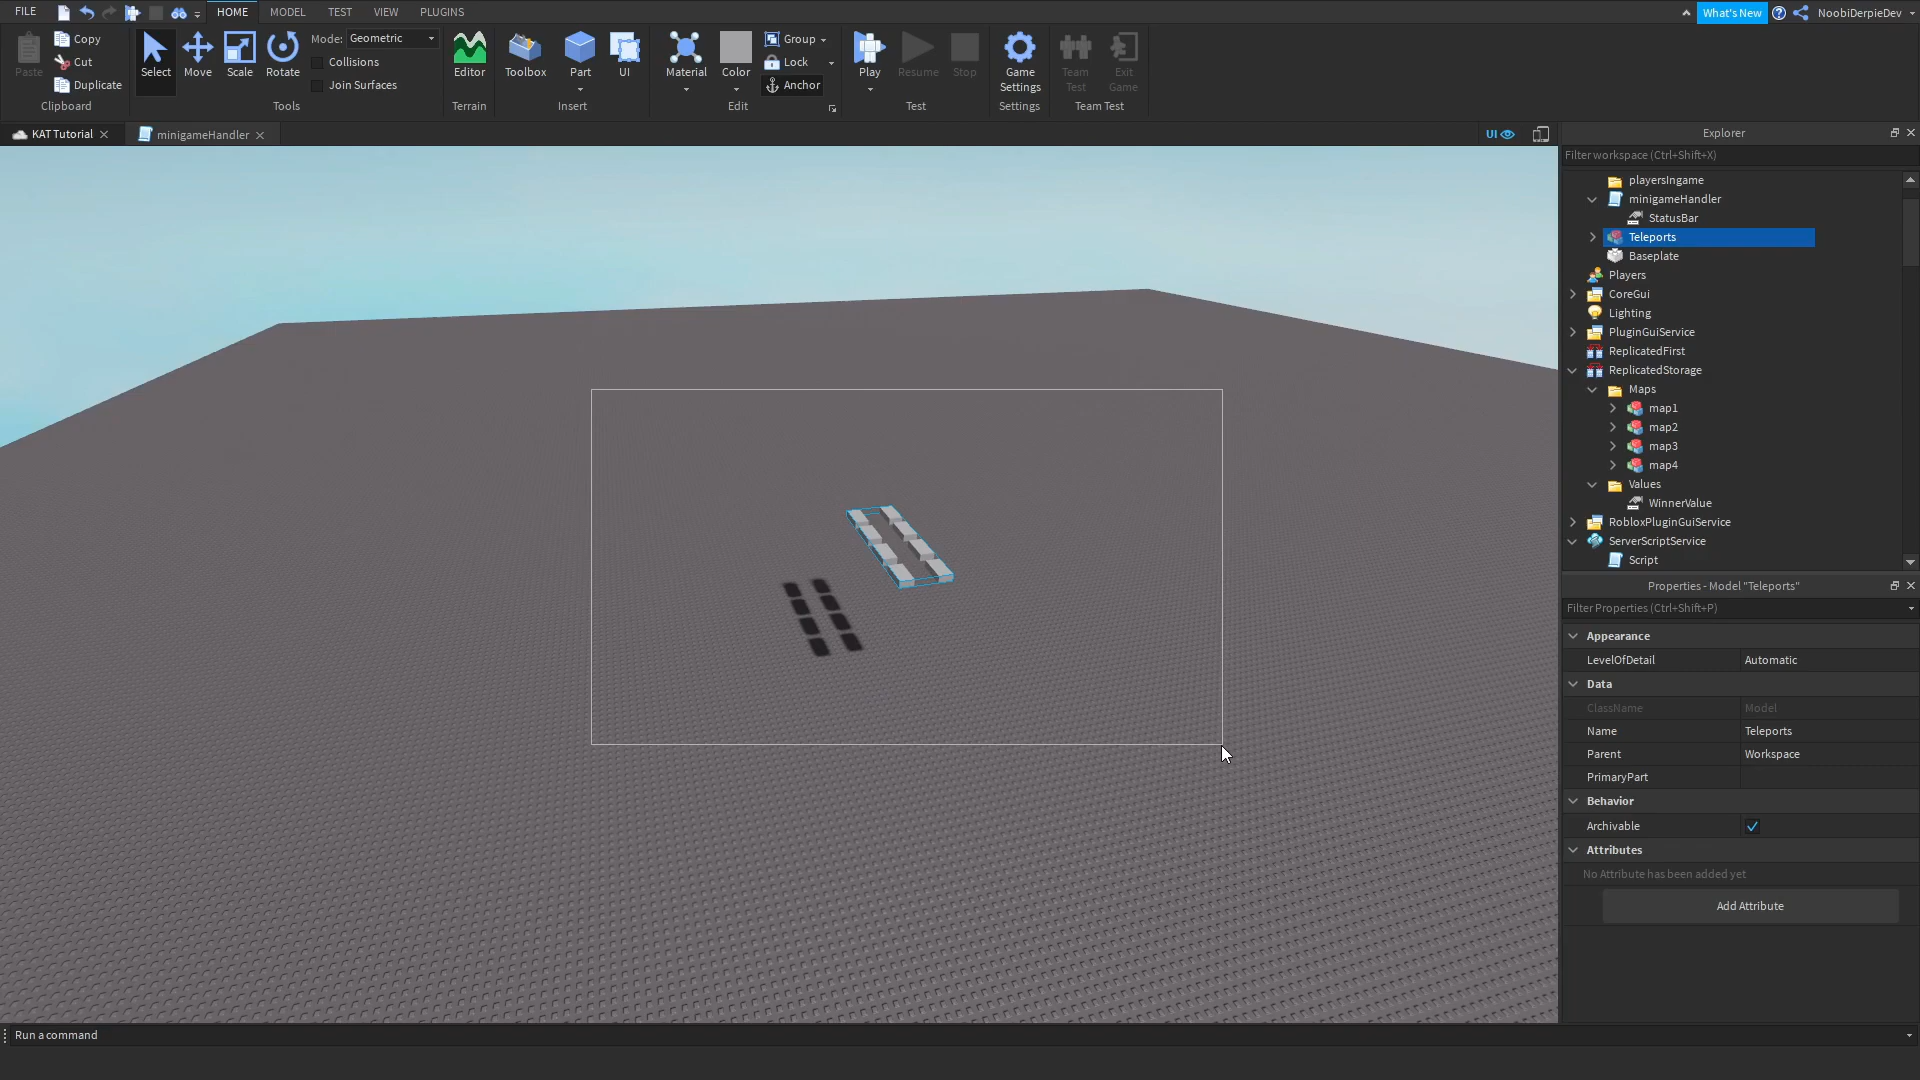 FILE HOME MODEL TEST VIEW PLUGINS What's New NoobiDerpieDev
Paste Copy Cut Duplicate Clipboard
Select Move Scale Rotate Mode: Geometric Collisions Join Surfaces Tools
Editor Terrain
Toolbox Part UI Insert
Material Color Group Lock Anchor Edit
Play Resume Stop Test
Game Settings Settings
Team Test Exit Game Team Test
KAT Tutorial minigameHandler UI
Explorer
Filter workspace (Ctrl+Shift+X)
playersIngame
minigameHandler
StatusBar
Teleports
Baseplate
Players
CoreGui
Lighting
PluginGuiService
ReplicatedFirst
ReplicatedStorage
Maps
map1
map2
map3
map4
Values
WinnerValue
RobloxPluginGuiService
ServerScriptService
Script
Properties - Model "Teleports"
Filter Properties (Ctrl+Shift+P)
Appearance
LevelOfDetail Automatic
Data
ClassName Model
Name Teleports
Parent Workspace
PrimaryPart
Behavior
Archivable
Attributes
No Attribute has been added yet
Add Attribute
Run a command